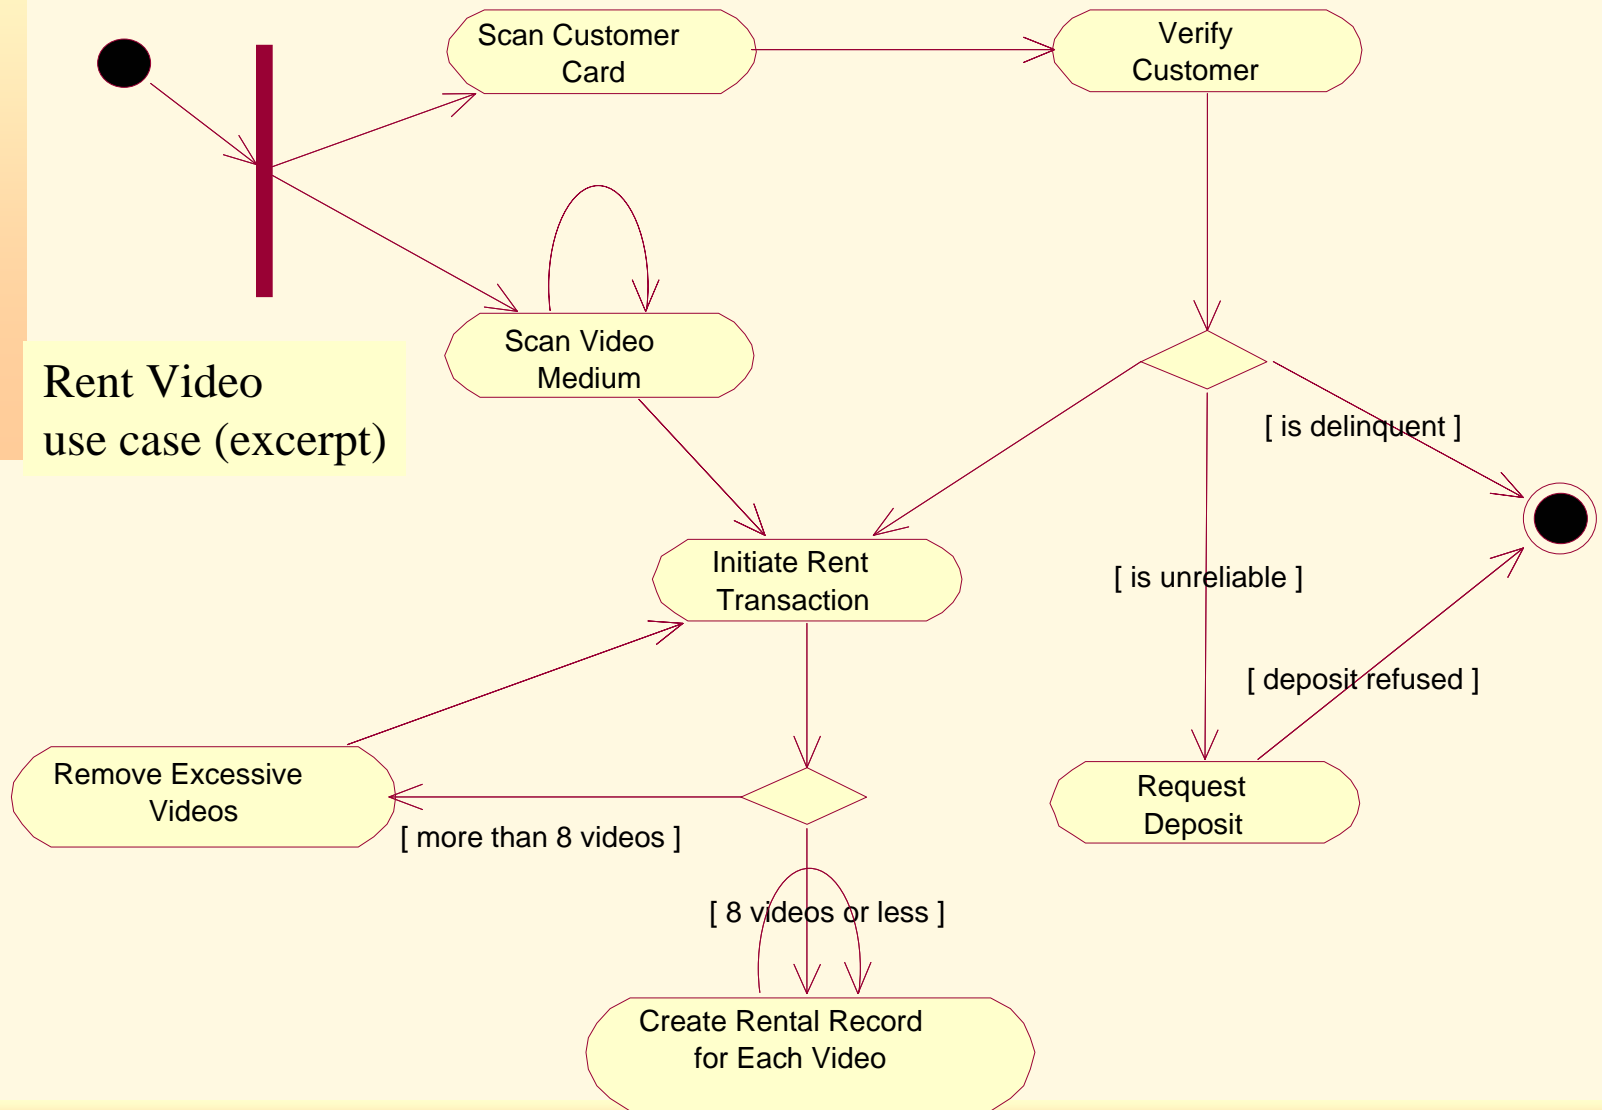 Scan Customer
Card
Verify
Customer
Scan Video
Medium
Rent Video
use case (excerpt)
[ is delinquent ]
Initiate Rent
Transaction
[ is unreliable ]
[ deposit refused ]
Remove Excessive
Videos
Request
Deposit
[ more than 8 videos ]
[ 8 videos or less ]
Create Rental Record
for Each Video